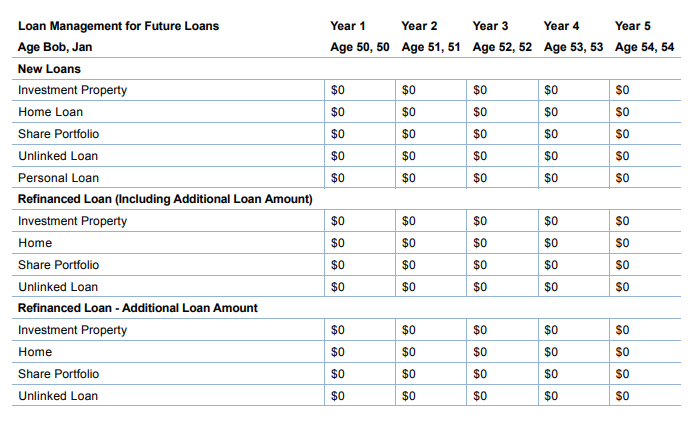 Loan Management for Future Loans Year 1 Year 2 Year 3 Year 4 Year 5
Age Bob, Jan Age 50, 50 Age 51, 51 Age 52, 52 Age 53, 53 Age 54, 54
New Loans
Investment Property $0 $0 $0 $0 $0
Home Loan $0 $0 $0 $0 $0
Share Portfolio $0 $0 $0 $0 $0
Unlinked Loan $0 $0 $0 $0 $0
Personal Loan $0 $0 $0 $0 $0
Refinanced Loan (Including Additional Loan Amount)
Investment Property $0 $0 $0 $0 $0
Home $0 $0 $0 $0 $0
Share Portfolio $0 $0 $0 $0 $0
Unlinked Loan $0 $0 $0 $0 $0
Refinanced Loan - Additional Loan Amount
Investment Property $0 $0 $0 $0 $0
Home $0 $0 $0 $0 $0
Share Portfolio $0 $0 $0 $0 $0
Unlinked Loan $0 $0 $0 $0 $0